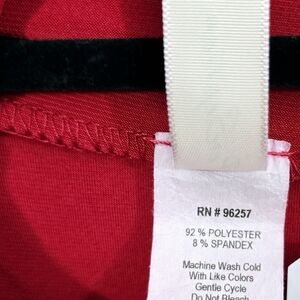 RN # 96257
92 % POLYESTER
8 % SPANDEX
Machine Wash Cold
With Like Colors
Gentle Cycle
Do Not Bleach